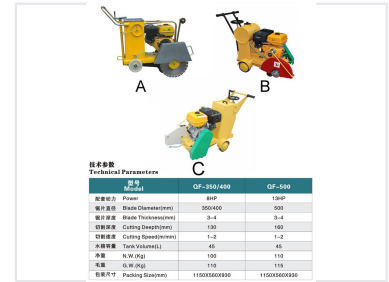 A
B
C
技术参数
Technical Parameters
型号
Model QF-350/400 QF-500
配套动力 Power 8HP 13HP
锯片直径 Blade Diameter(mm) 350/400 500
锯片深度 Blade Thickness(mm) 3-4 3-4
切割深度 Cutting Deepth(mm) 130 160
切割速度 Cutting Speed(m/min) 1-2 1-2
水箱容量 Tank Volume(L) 45 45
净重 N.W.(Kg) 100 110
毛重 G.W.(Kg) 110 115
包装尺寸 Packing Size(mm) 1150X560X930 1150X560X930